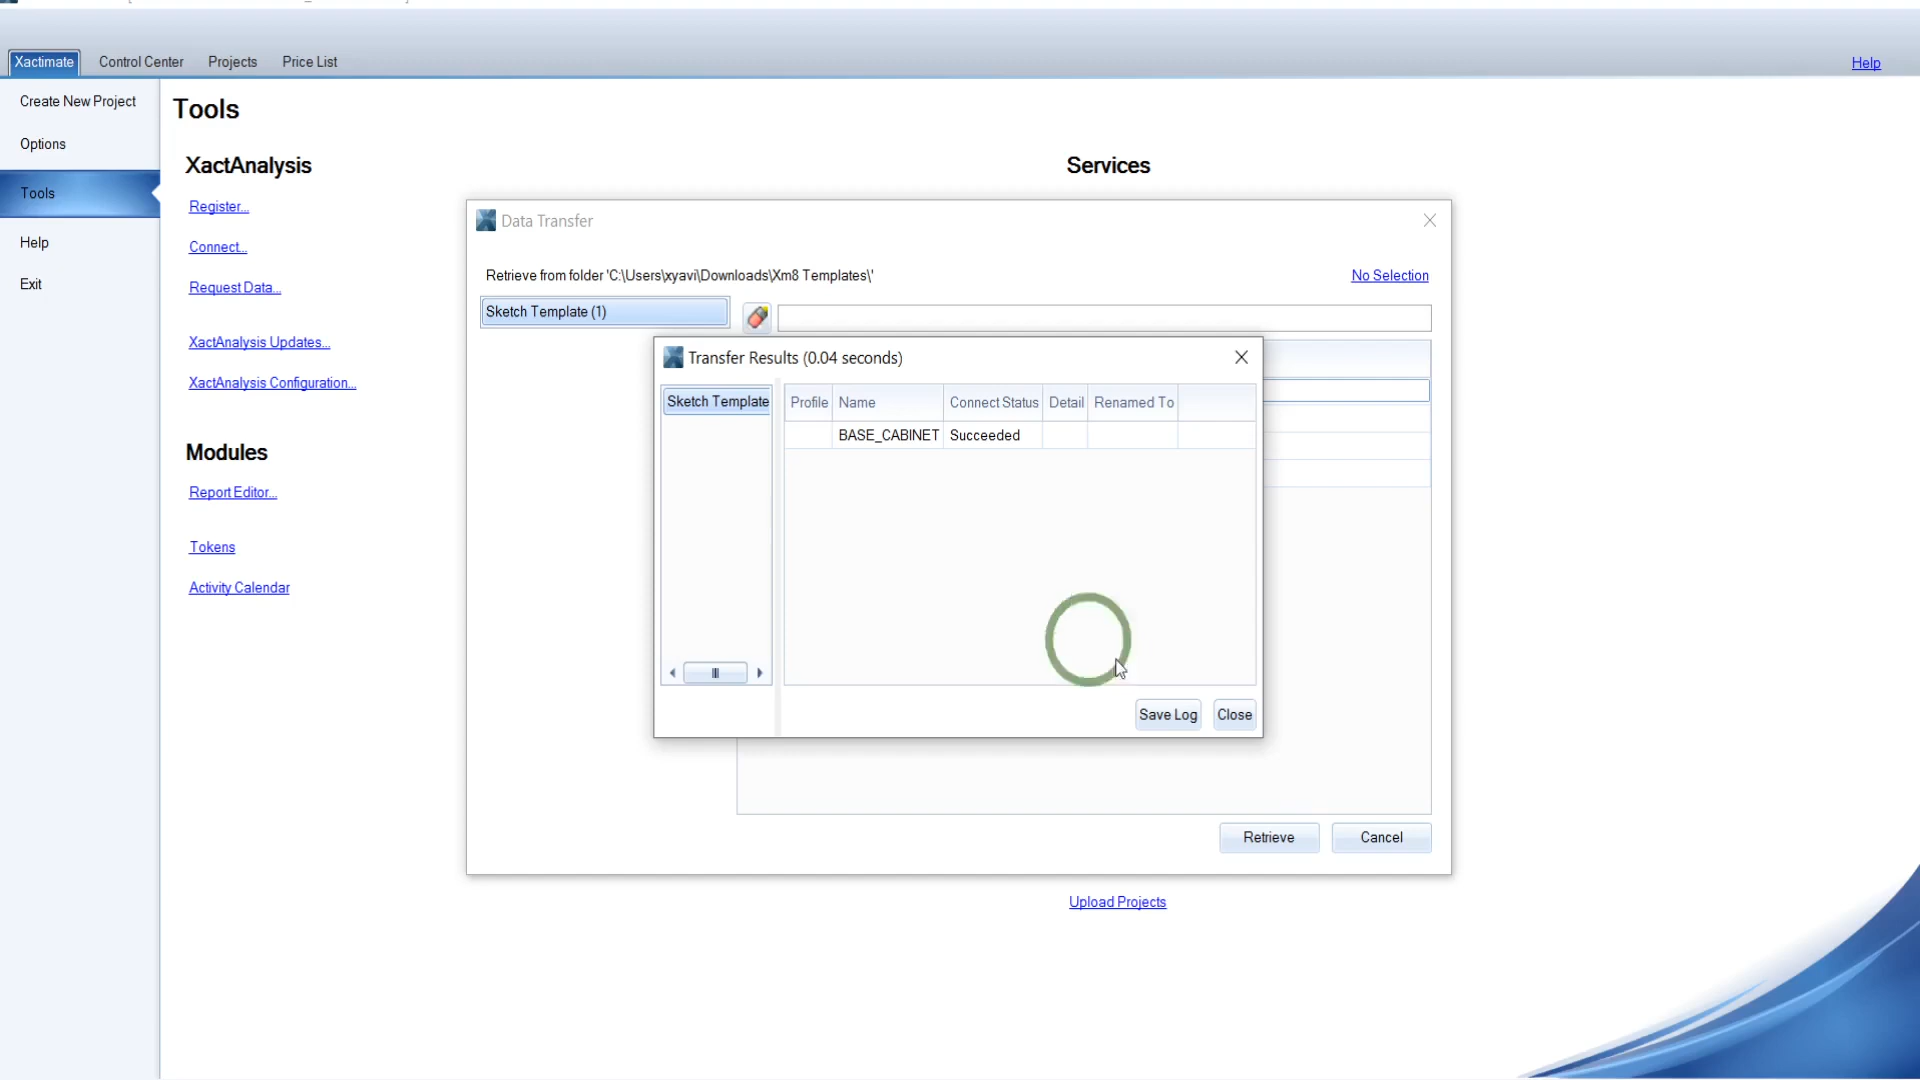 Xactimate Control Center Projects Price List Help
Create New Project
Options
Tools
Help
Exit
Tools
XactAnalysis
Register...
Connect...
Request Data...
XactAnalysis Updates...
XactAnalysis Configuration...
Modules
Report Editor...
Tokens
Activity Calendar
Services
Data Transfer
Retrieve from folder 'C:\Users\xyavi\Downloads\Xm8 Templates\'
No Selection
Sketch Template (1)
Transfer Results (0.04 seconds)
Sketch Template
Profile Name Connect Status Detail Renamed To
BASE_CABINET Succeeded
Save Log Close
Retrieve Cancel
Upload Projects